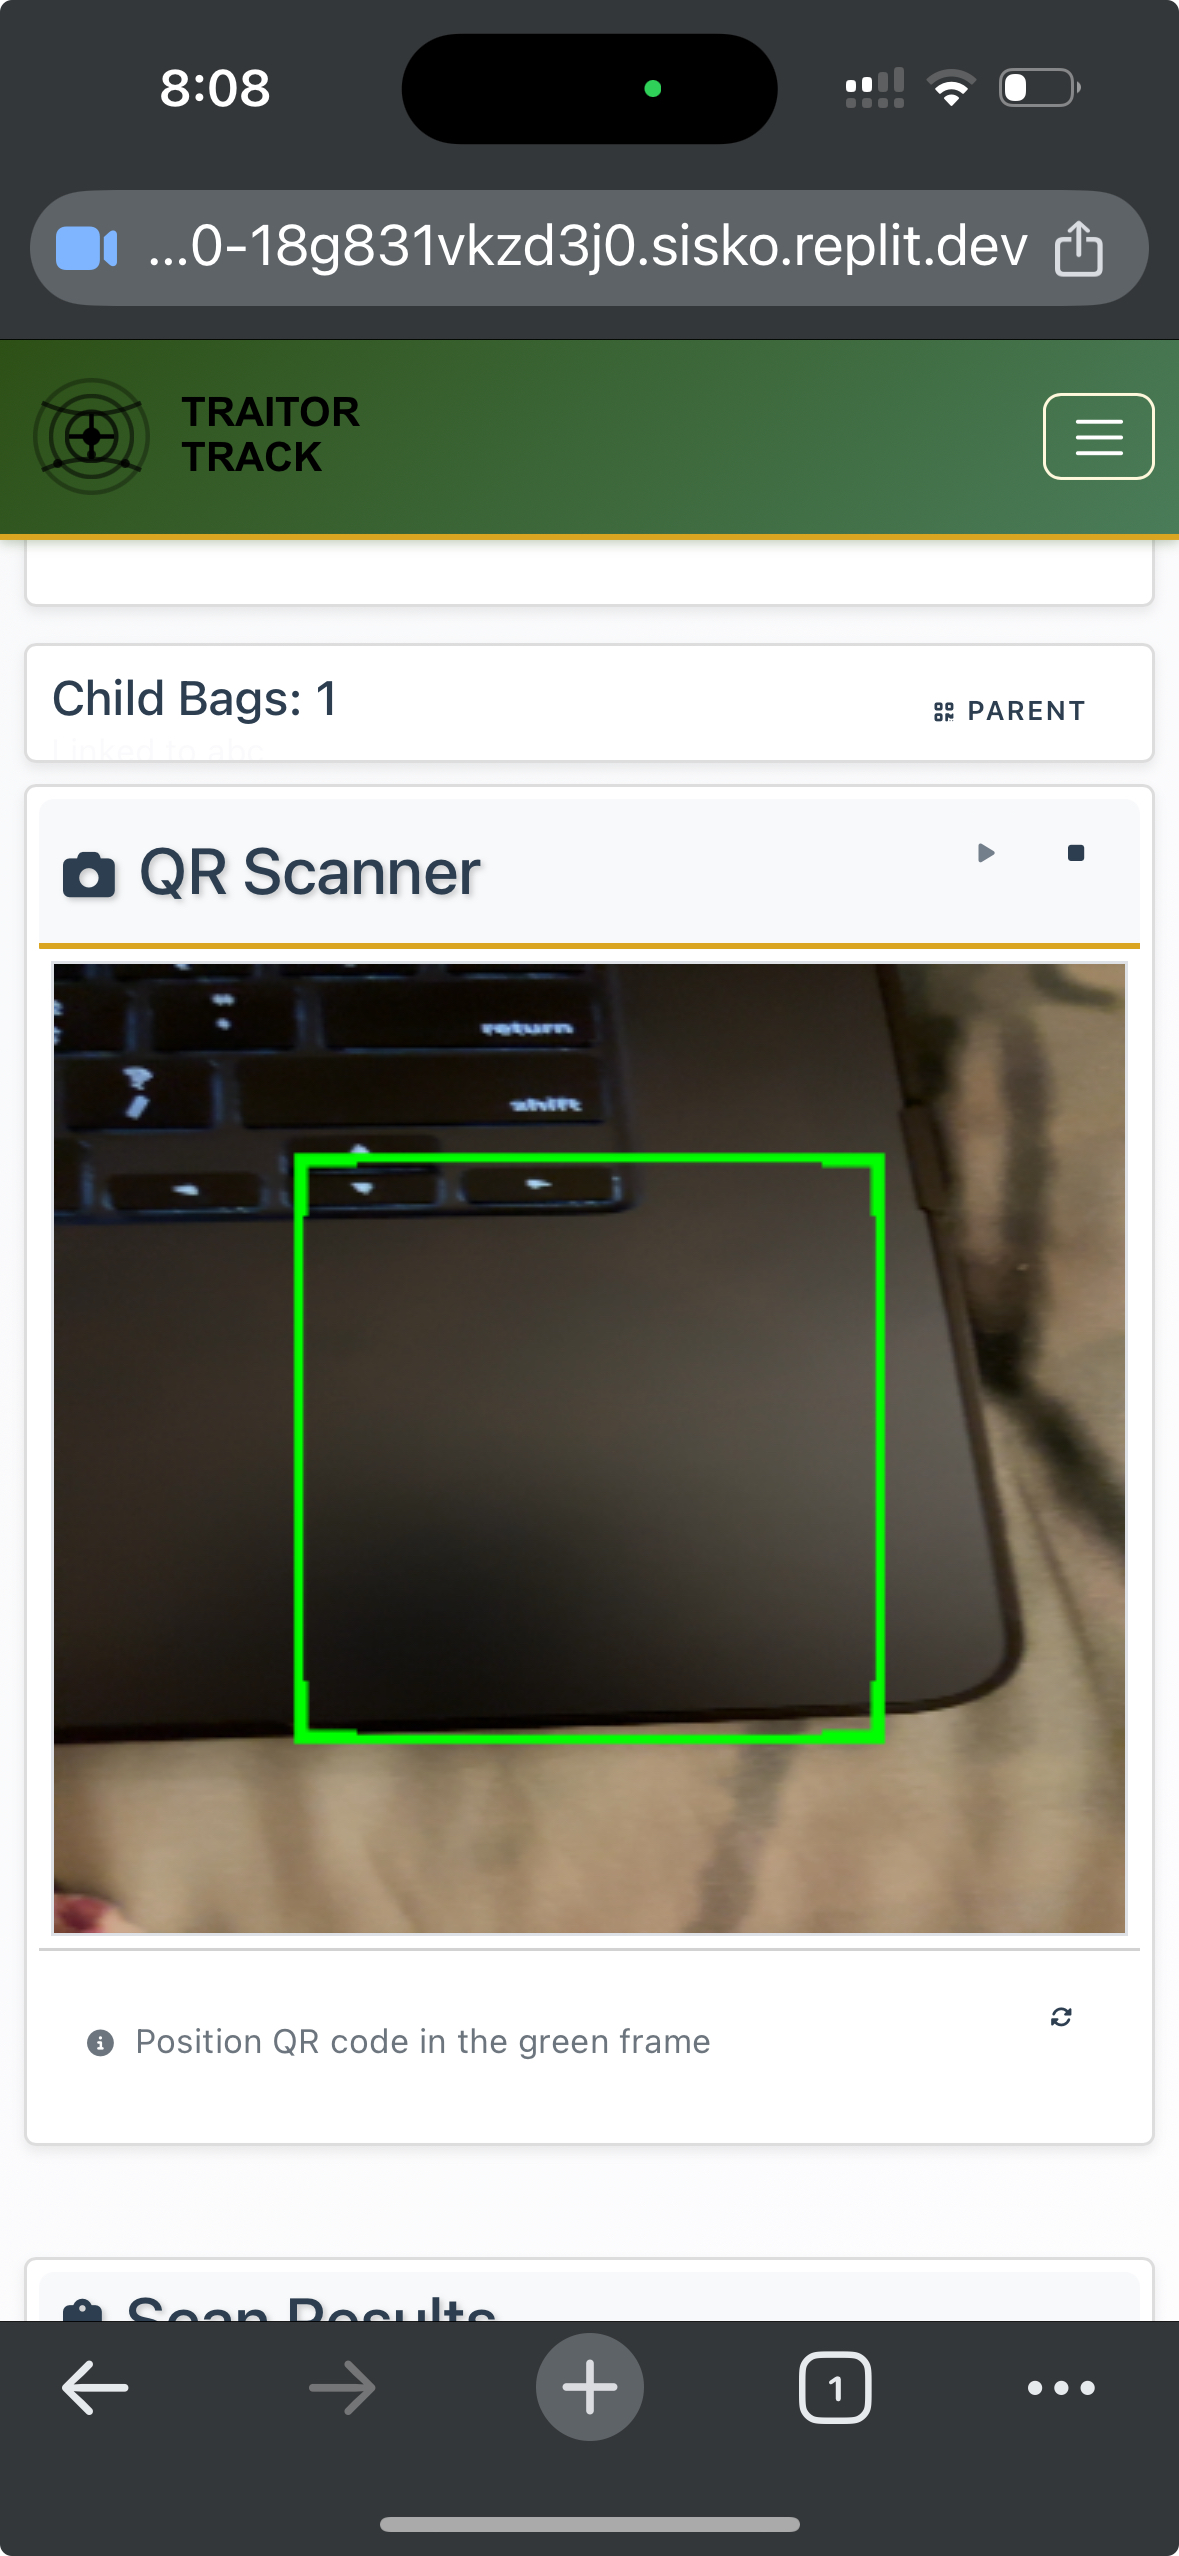 8:08
...0-18g831vkzd3j0.sisko.replit.dev
TRAITOR
TRACK
Child Bags: 1
PARENT
Linked to abc
QR Scanner
return
shift
Position QR code in the green frame
Scan Results
1